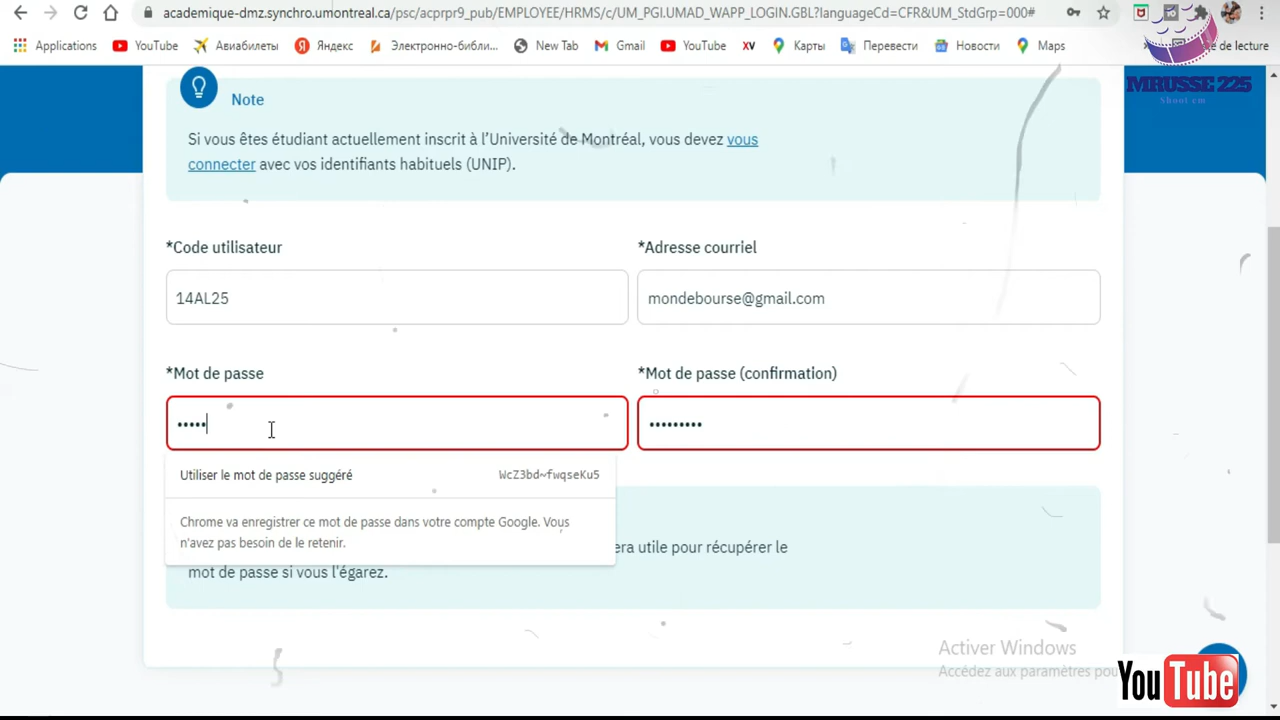 academique-dmz.synchro.umontreal.ca/psc/acprpr9_pub/EMPLOYEE/HRMS/c/UM_PGI.UMAD_WAPP_LOGIN.GBL?languageCd=CFR&UM_StdGrp=000#
Applications YouTube Авиабилеты Яндекс Электронно-библи... New Tab Gmail YouTube XV Карты Перевести Новости Maps de lecture
MRUSSE 225
Shoot em
Note
Si vous êtes étudiant actuellement inscrit à l'Université de Montréal, vous devez vous
connecter avec vos identifiants habituels (UNIP).
*Code utilisateur *Adresse courriel
14AL25 mondebourse@gmail.com
*Mot de passe *Mot de passe (confirmation)
••••• •••••••••
Utiliser le mot de passe suggéré WcZ3bd~fwqseKu5
Chrome va enregistrer ce mot de passe dans votre compte Google. Vous
n'avez pas besoin de le retenir.
era utile pour récupérer le
mot de passe si vous l'égarez.
Activer Windows
Accédez aux paramètres pou
YouTube